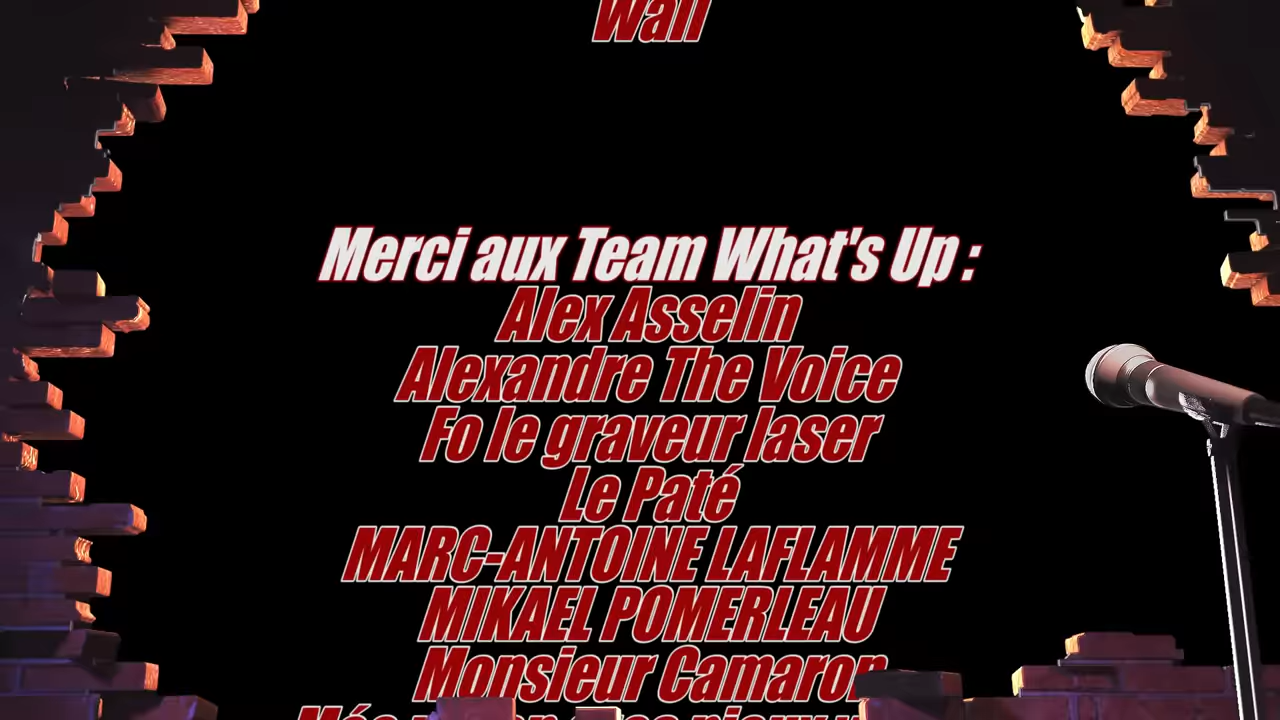 Wall
Merci aux Team What's Up :
Alex Asselin
Alexandre The Voice
Fo le graveur laser
Le Paté
MARC-ANTOINE LAFLAMME
MIKAEL POMERLEAU
Monsieur Camaron